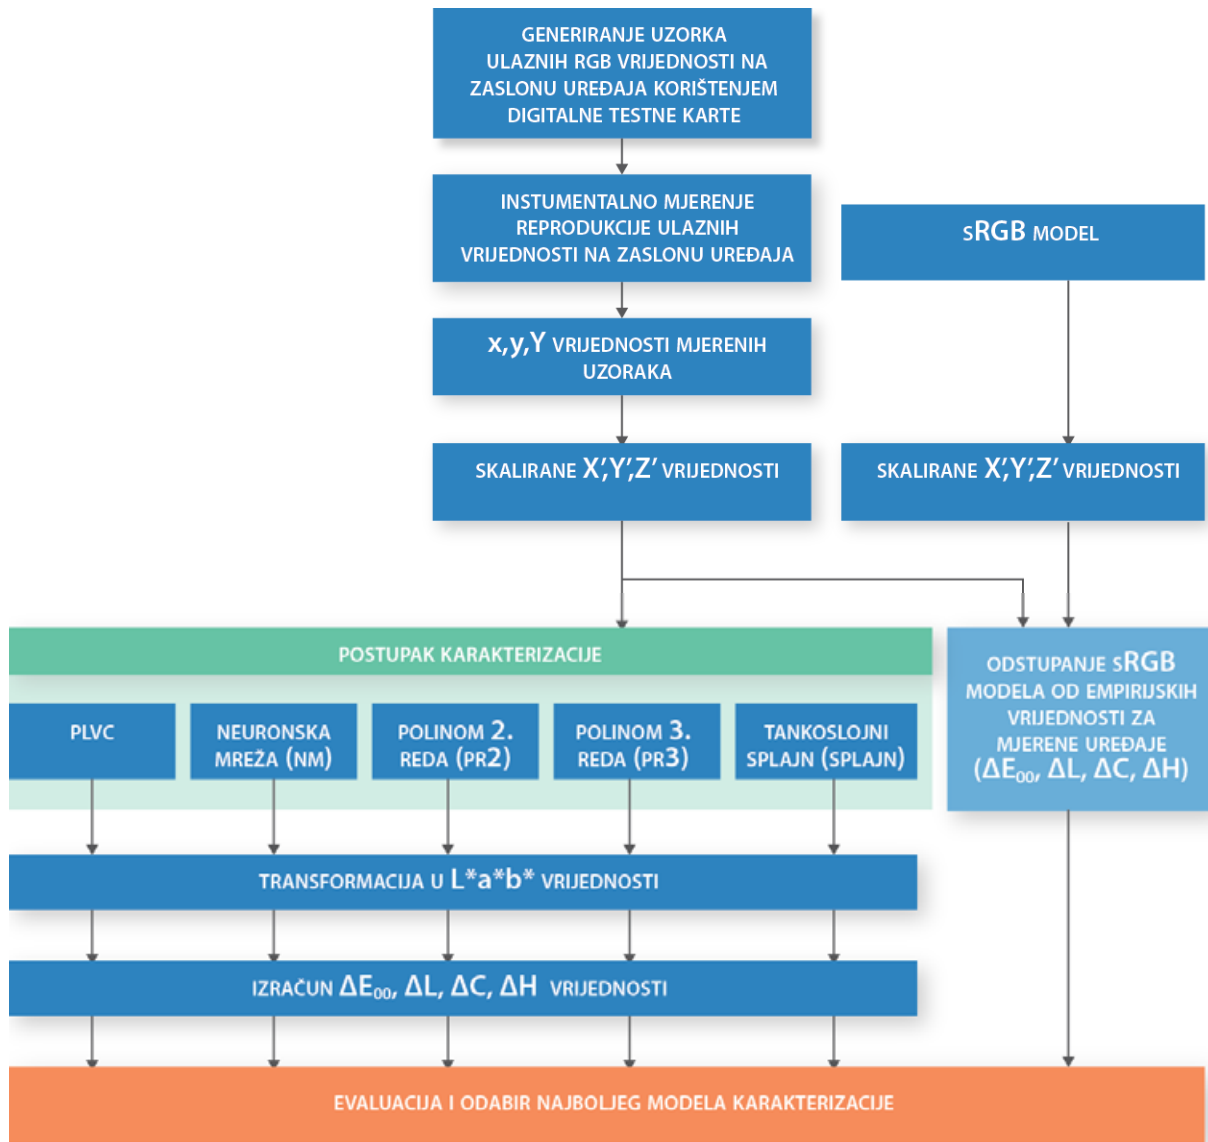 GENERIRANJE UZORKA
ULAZNIH RGB VRIJEDNOSTI NA
ZASLONU UREĐAJA KORIŠTENJEM
DIGITALNE TESTNE KARTE
INSTUMENTALNO MJERENJE
REPRODUKCIJE ULAZNIH
VRIJEDNOSTI NA ZASLONU UREĐAJA
sRGB MODEL
x,y,Y VRIJEDNOSTI MJERENIH
UZORAKA
SKALIRANE X',Y',Z' VRIJEDNOSTI
SKALIRANE X',Y',Z' VRIJEDNOSTI
POSTUPAK KARAKTERIZACIJE
PLVC
NEURONSKA
MREŽA (NM)
POLINOM 2.
REDA (PR2)
POLINOM 3.
REDA (PR3)
TANKOSLOJNI
SPLAJN (SPLAJN)
ODSTUPANJE sRGB
MODELA OD EMPIRIJSKIH
VRIJEDNOSTI ZA
MJERENE UREĐAJE
(ΔE₀₀, ΔL, ΔC, ΔH)
TRANSFORMACIJA U L*a*b* VRIJEDNOSTI
IZRAČUN ΔE₀₀, ΔL, ΔC, ΔH VRIJEDNOSTI
EVALUACIJA I ODABIR NAJBOLJEG MODELA KARAKTERIZACIJE